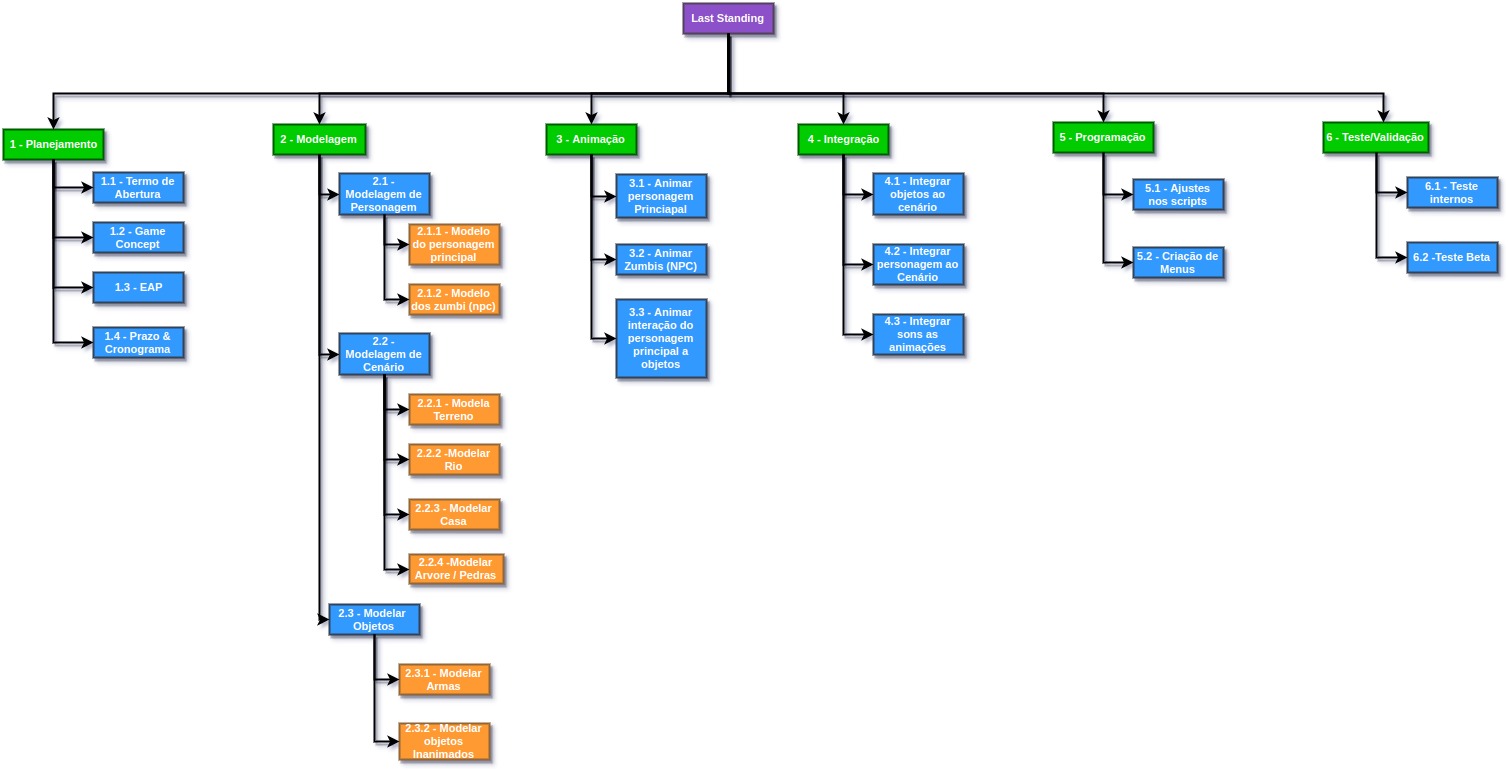 Last Standing
1 - Planejamento
1.1 - Termo de
Abertura
1.2 - Game
Concept
1.3 - EAP
1.4 - Prazo &
Cronograma
2 - Modelagem
2.1 -
Modelagem de
Personagem
2.1.1 - Modelo
do personagem
principal
2.1.2 - Modelo
dos zumbi (npc)
2.2 -
Modelagem de
Cenário
2.2.1 - Modela
Terreno
2.2.2 -Modelar
Rio
2.2.3 - Modelar
Casa
2.2.4 -Modelar
Arvore / Pedras
2.3 - Modelar
Objetos
2.3.1 - Modelar
Armas
2.3.2 - Modelar
objetos
Inanimados
3 - Animação
3.1 - Animar
personagem
Princiapal
3.2 - Animar
Zumbis (NPC)
3.3 - Animar
interação do
personagem
principal a
objetos
4 - Integração
4.1 - Integrar
objetos ao
cenário
4.2 - Integrar
personagem ao
Cenário
4.3 - Integrar
sons as
animações
5 - Programação
5.1 - Ajustes
nos scripts
5.2 - Criação de
Menus
6 - Teste/Validação
6.1 - Teste
internos
6.2 -Teste Beta